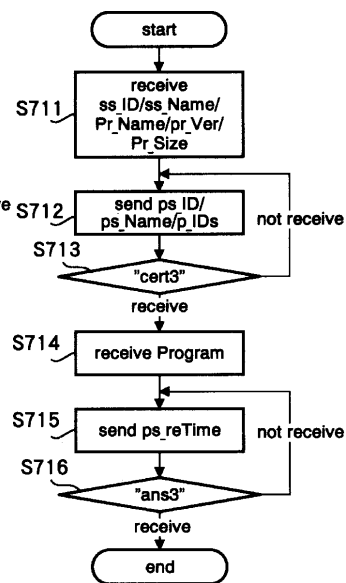 start
receive
ss_ID/ss_Name/
Pr_Name/pr_Ver/
Pr_Size
S711
send ps_ID/
ps_Name/p_IDs
S712
not receive
S713
"cert3"
receive
S714
receive Program
S715
send ps_reTime
not receive
S716
"ans3"
receive
end